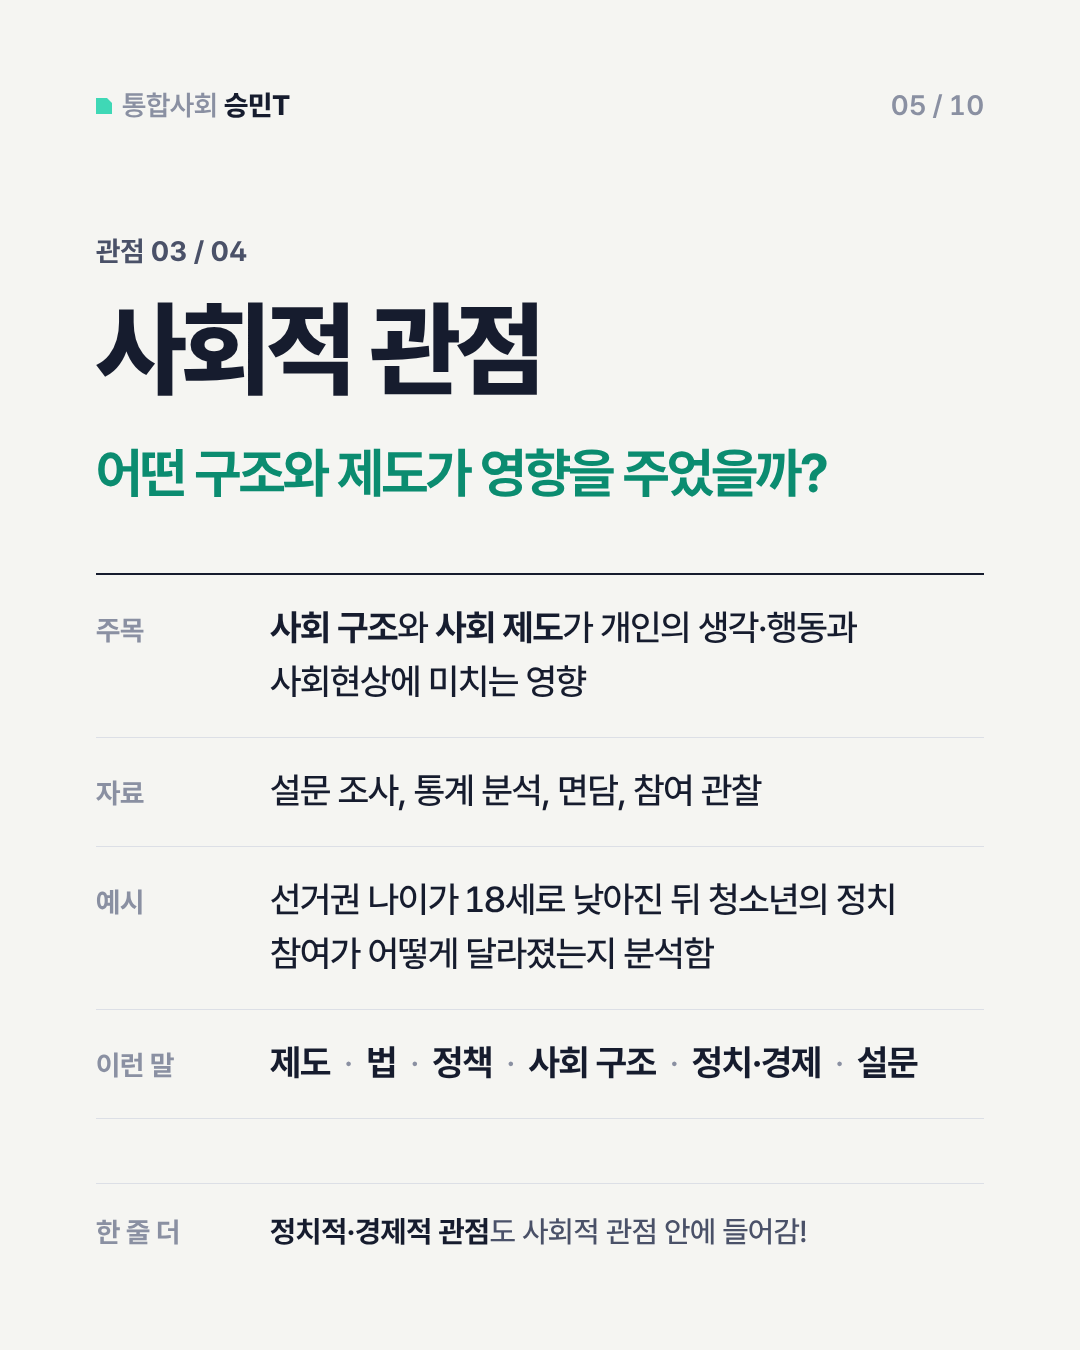 통합사회 승민T
05 / 10
관점 03 / 04
사회적 관점
어떤 구조와 제도가 영향을 주었을까?
주목
사회 구조와 사회 제도가 개인의 생각·행동과
사회현상에 미치는 영향
자료
설문 조사, 통계 분석, 면담, 참여 관찰
예시
선거권 나이가 18세로 낮아진 뒤 청소년의 정치
참여가 어떻게 달라졌는지 분석함
이런 말
제도 · 법 · 정책 · 사회 구조 · 정치·경제 · 설문
한 줄 더
정치적·경제적 관점도 사회적 관점 안에 들어감!